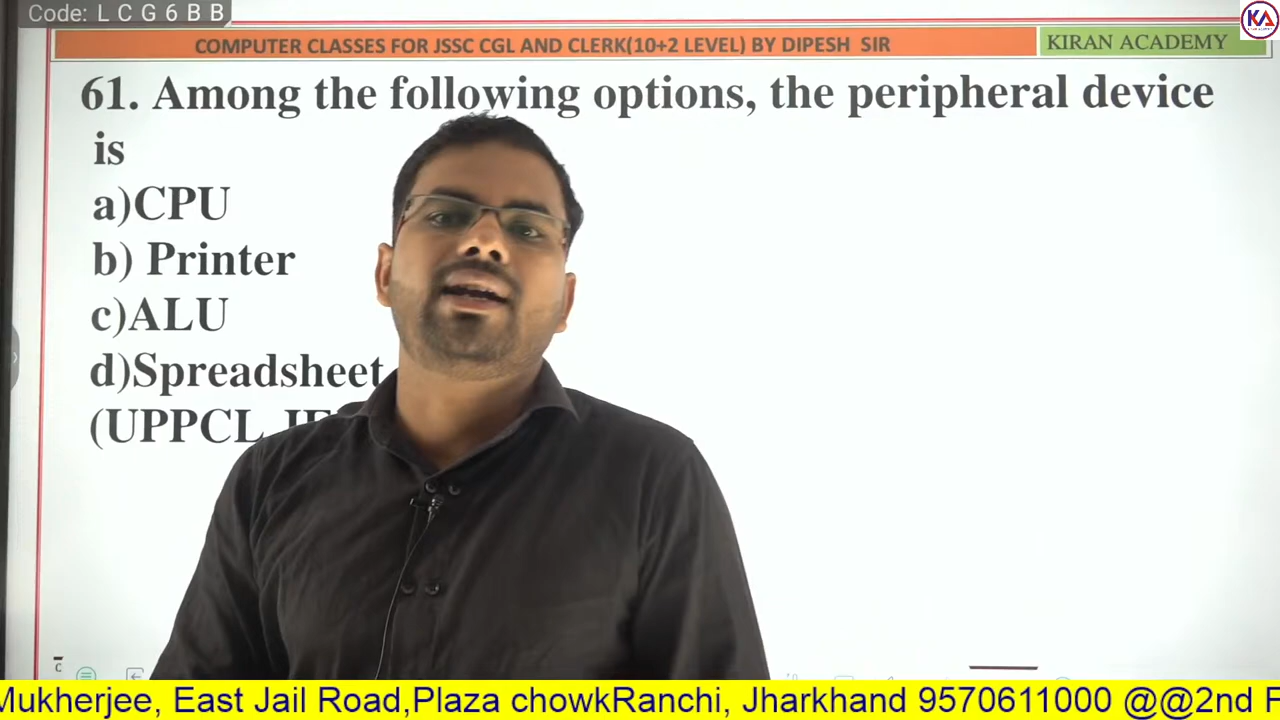 Code: L C G 6 B B
COMPUTER CLASSES FOR JSSC CGL AND CLERK(10+2 LEVEL) BY DIPESH SIR
KIRAN ACADEMY
KA
61. Among the following options, the peripheral device
is
a)CPU
b) Printer
c)ALU
d)Spreadsheet
(UPPCL
Mukherjee, East Jail Road,Plaza chowkRanchi, Jharkhand 9570611000 @@2nd